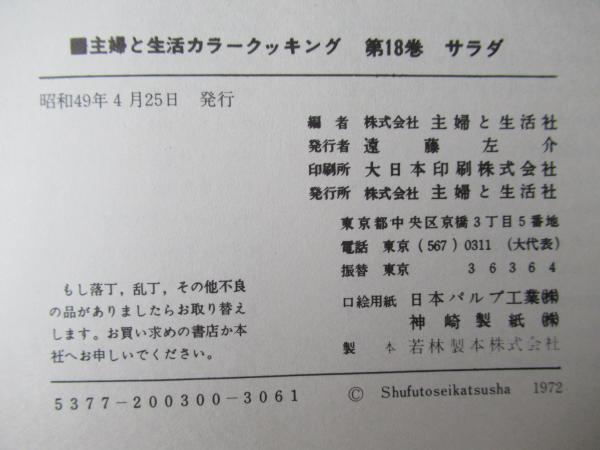 ■主婦と生活カラークッキング 第18巻 サラダ
昭和49年4月25日 発行
編者 株式会社 主婦と生活社
発行者 遠藤左介
印刷所 大日本印刷株式会社
発行所 株式会社 主婦と生活社
東京都中央区京橋3丁目5番地
電話 東京(567)0311(大代表)
振替 東京 36364
口絵用紙 日本パルプ工業㈱
神崎製紙㈱
製本 若林製本株式会社
もし落丁,乱丁,その他不良
の品がありましたらお取り替え
します。お買い求めの書店か本
社へお申しいでください。
5377-200300-3061
© Shufutoseikatsusha 1972